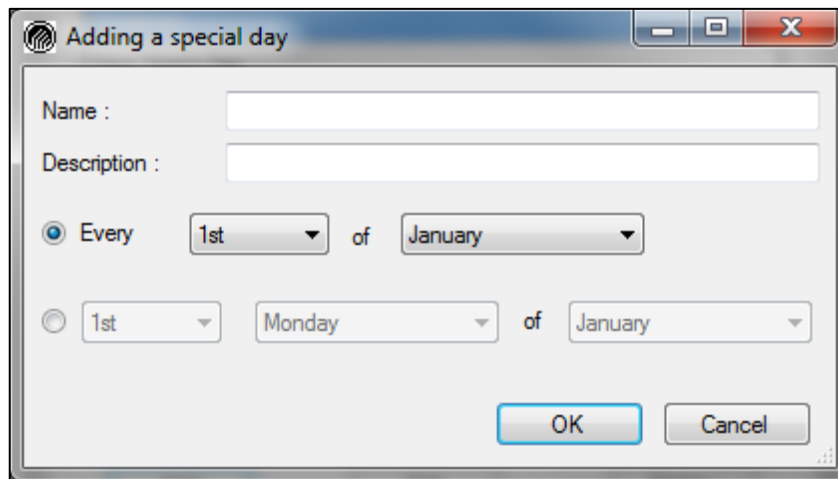 Adding a special day
Name :
Description :
Every 1st of January
1st Monday of January
OK Cancel